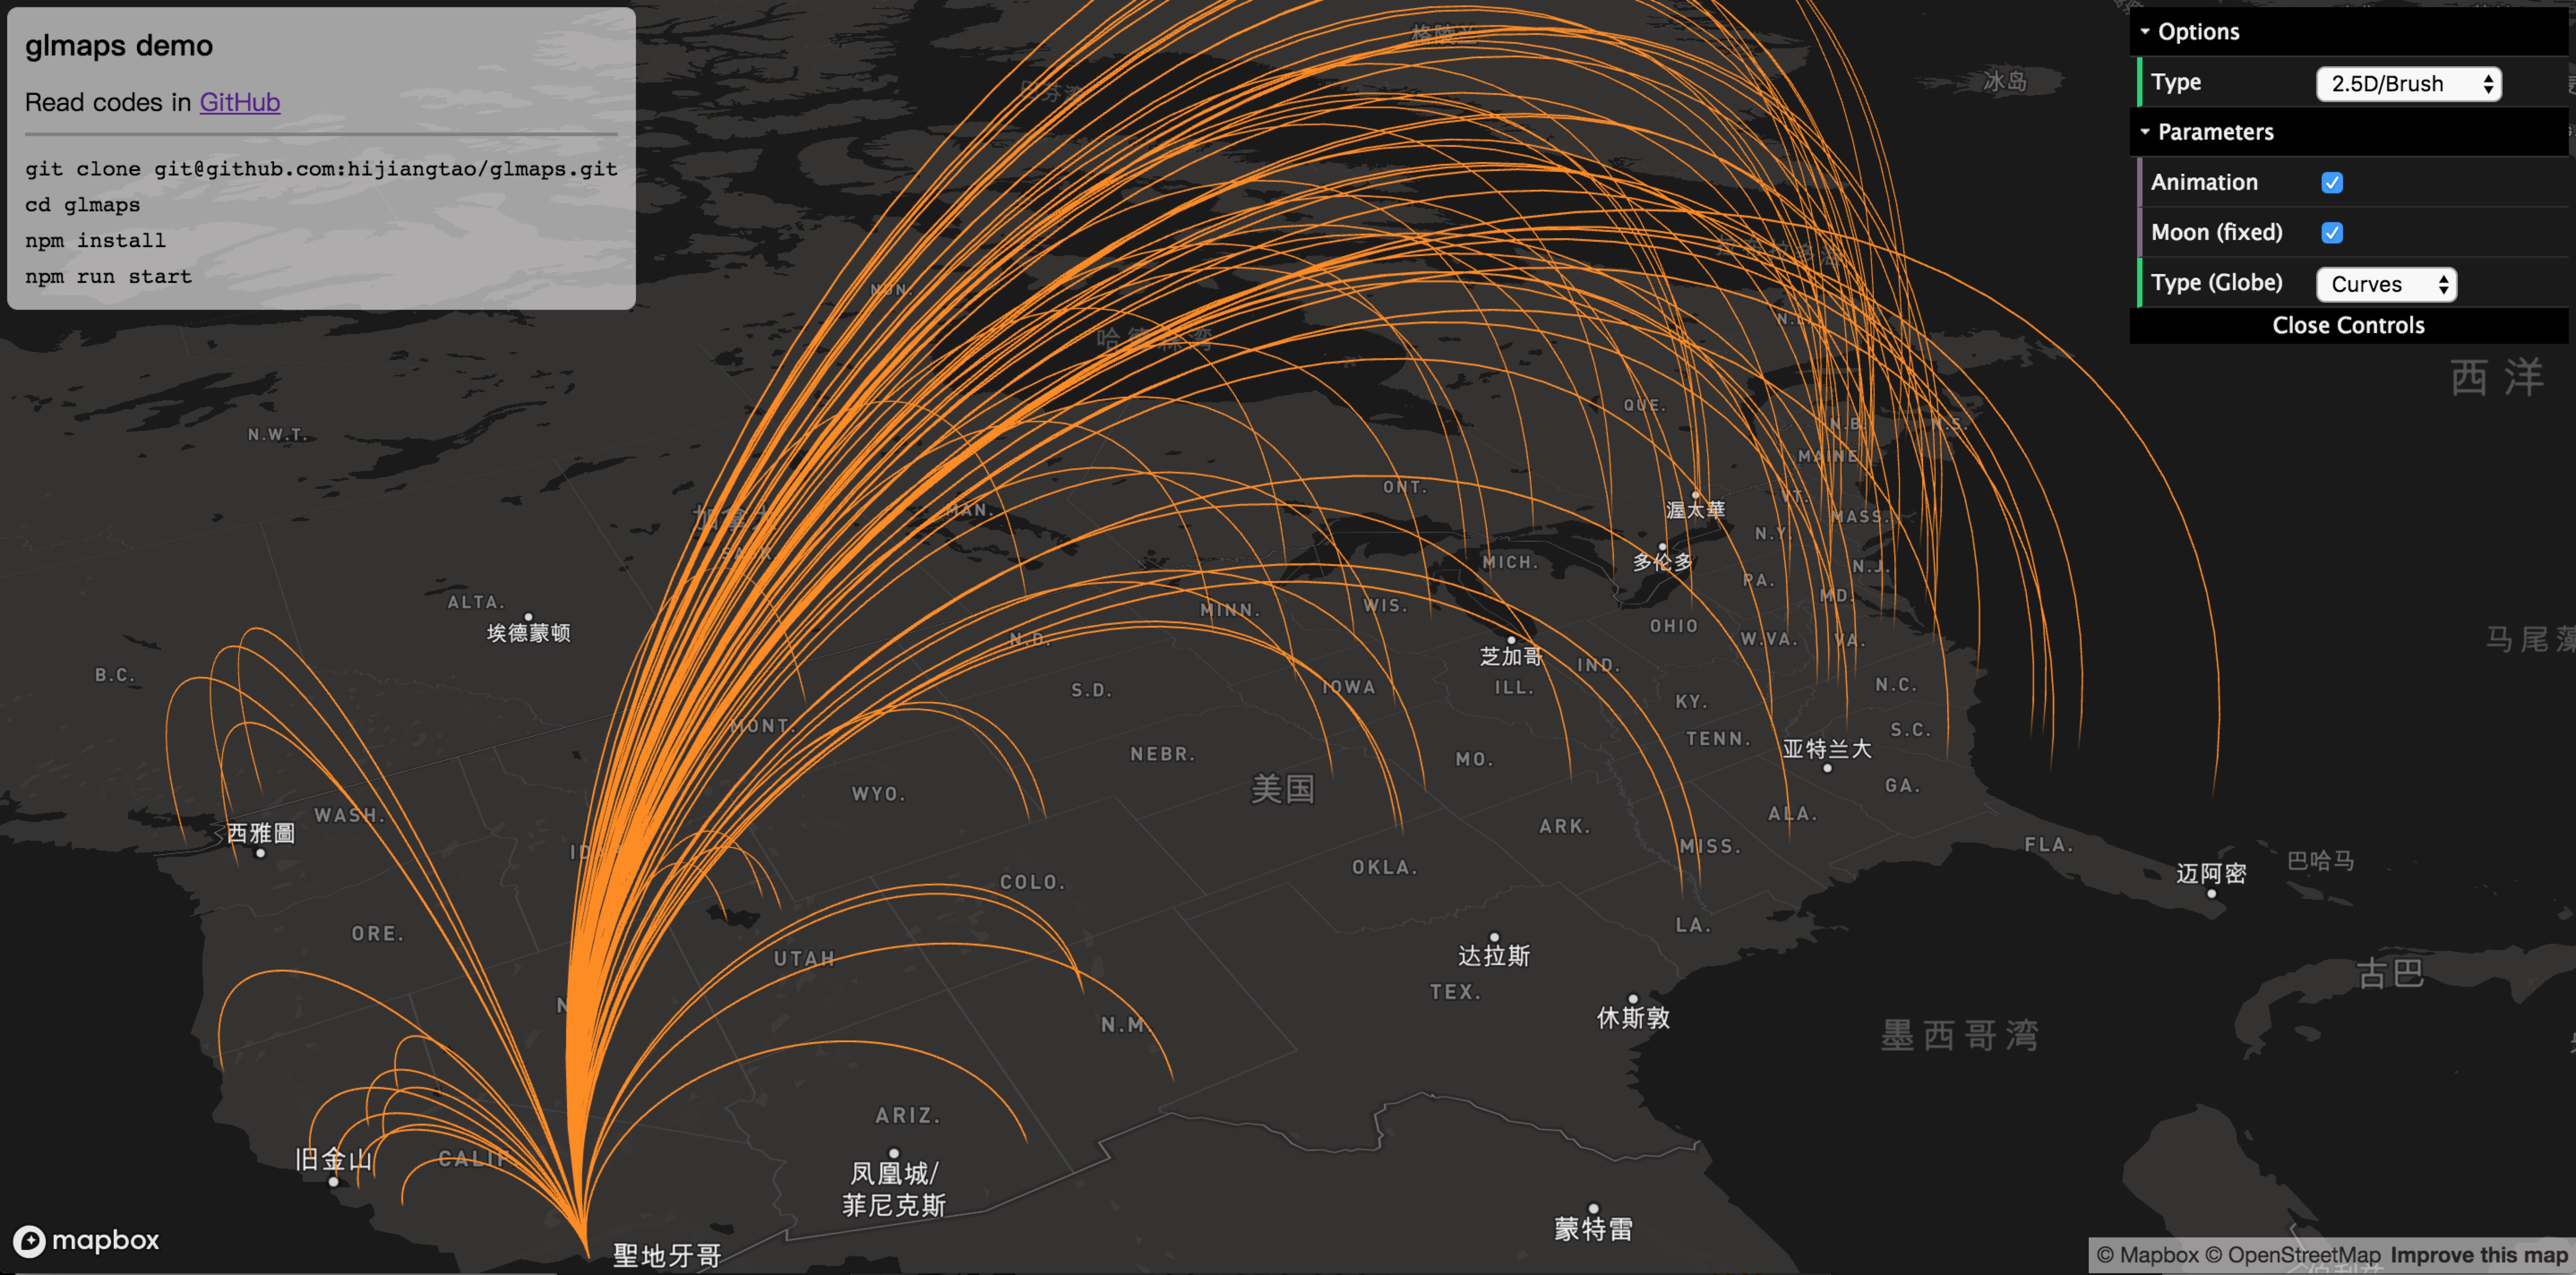 glmaps demo
Read codes in GitHub
git clone git@github.com:hijiangtao/glmaps.git
cd glmaps
npm install
npm run start
Options
Type 2.5D/Brush
Parameters
Animation
Moon (fixed)
Type (Globe) Curves
Close Controls
冰岛
NUN.
西洋
N.W.T.
QUE.
N.B.
N.S.
MAINE
ONT.
MAN.
渥太華
VT.
MASS.
N.Y.
多伦多
MICH.
N.J.
PA.
MD.
ALTA.
埃德蒙顿
MINN.
WIS.
OHIO
W.VA.
VA.
N.D.
芝加哥
IND.
B.C.
S.D.
IOWA
ILL.
N.C.
KY.
MONT.
S.C.
TENN.
亚特兰大
NEBR.
MO.
美国
WYO.
GA.
WASH.
ALA.
西雅圖
ARK.
MISS.
FLA.
巴哈马
OKLA.
迈阿密
COLO.
LA.
ORE.
UTAH
达拉斯
古巴
TEX.
休斯敦
N.M.
墨西哥湾
ARIZ.
旧金山
CALIF
凤凰城/
菲尼克斯
蒙特雷
mapbox
聖地牙哥
© Mapbox © OpenStreetMap Improve this map